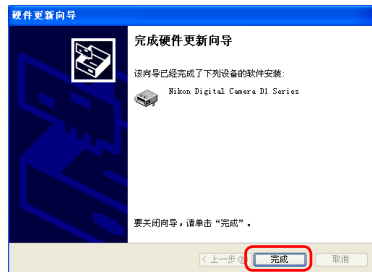 硬件更新向导
完成硬件更新向导
该向导已经完成了下列设备的软件安装:
Nikon Digital Camera D1 Series
要关闭向导，请单击“完成”。
<上一步(B)
完成
取消